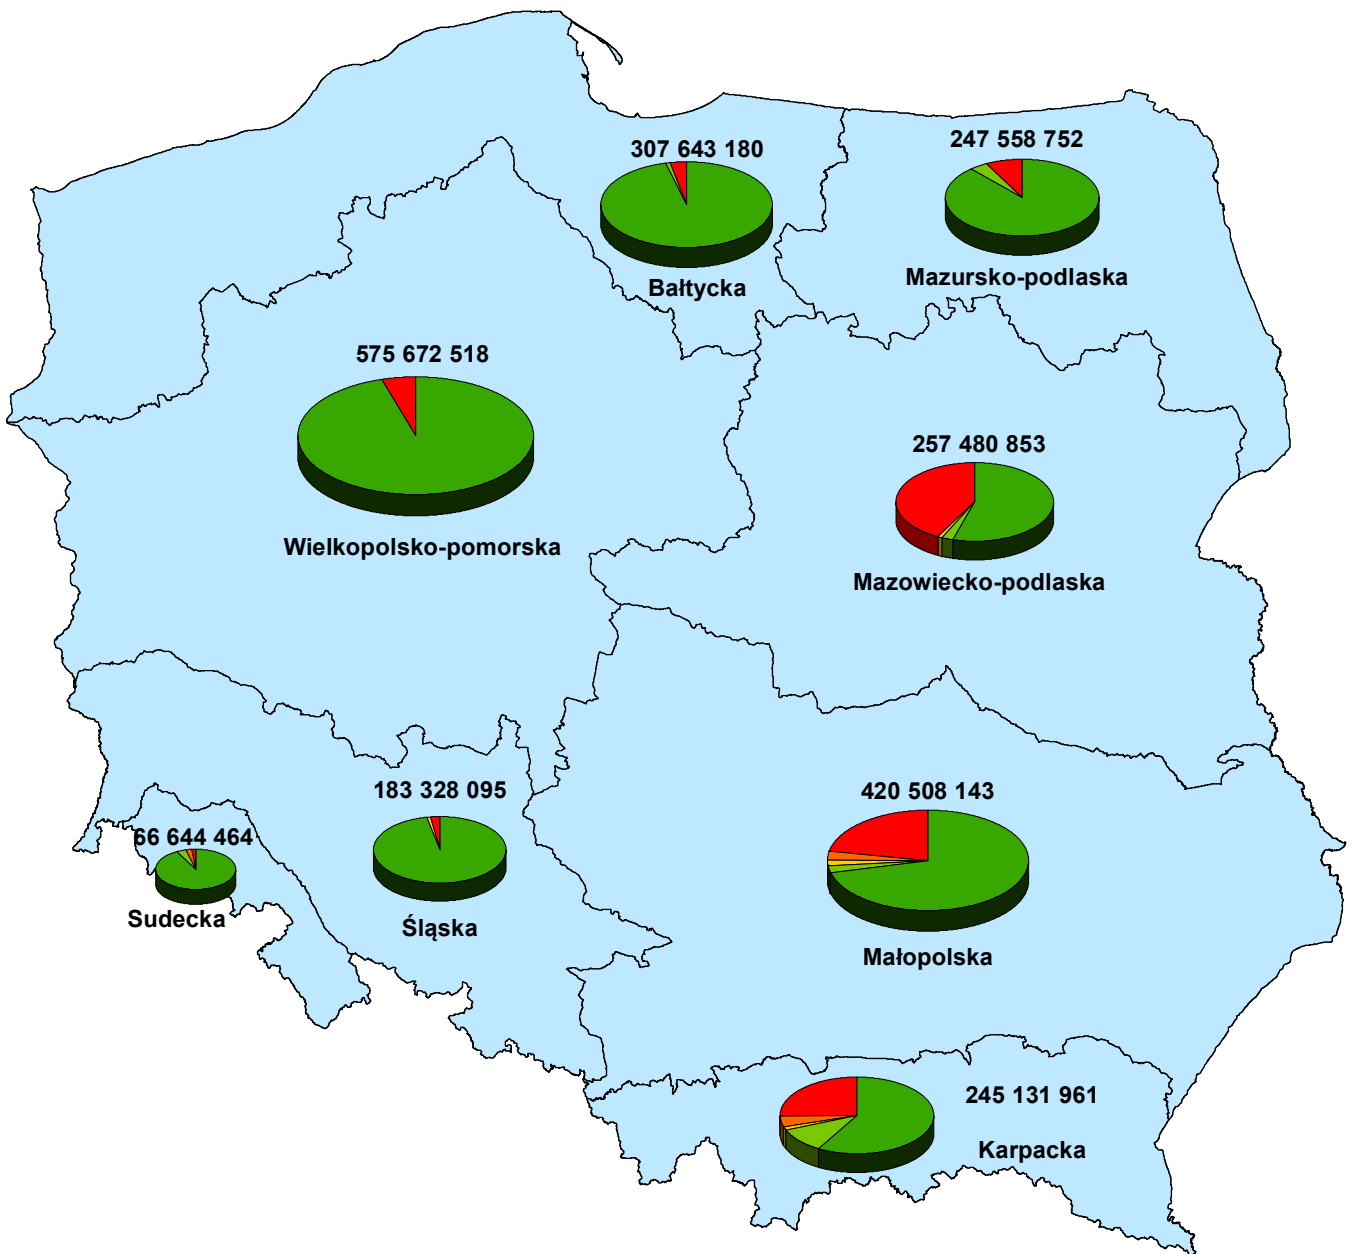 307 643 180
Bałtycka
247 558 752
Mazursko-podlaska
575 672 518
Wielkopolsko-pomorska
257 480 853
Mazowiecko-podlaska
183 328 095
Śląska
66 644 464
Sudecka
420 508 143
Małopolska
245 131 961
Karpacka